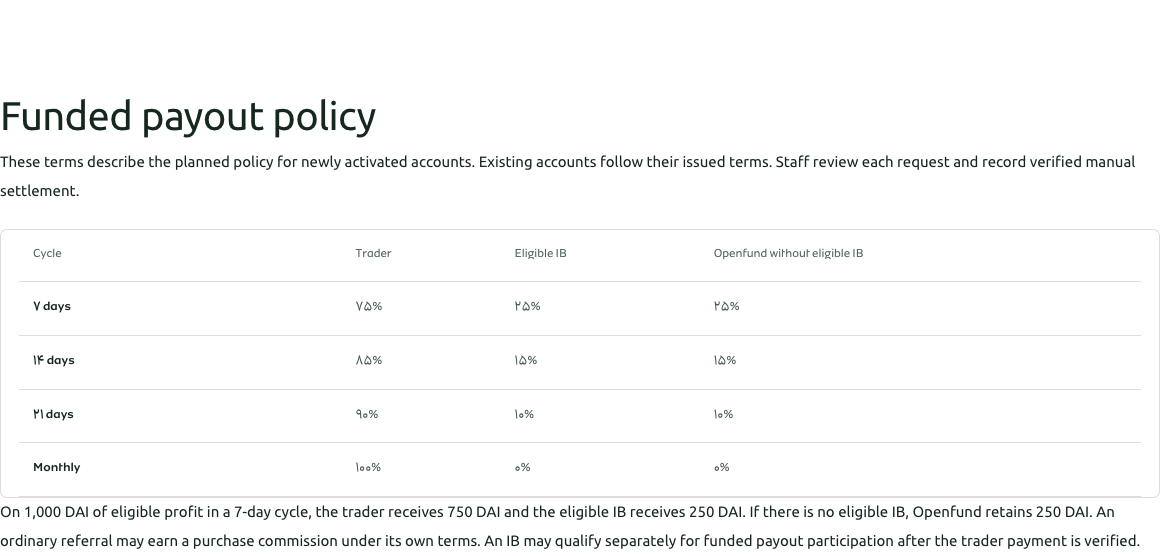 Funded payout policy
These terms describe the planned policy for newly activated accounts. Existing accounts follow their issued terms. Staff review each request and record verified manual
settlement.
Cycle Trader Eligible IB Openfund without eligible IB
۷ days ۷۵% ۲۵% ۲۵%
۱۴ days ۸۵% ۱۵% ۱۵%
۲۱ days ۹۰% ۱۰% ۱۰%
Monthly ۱۰۰% ۰% ۰%
On 1,000 DAI of eligible profit in a 7-day cycle, the trader receives 750 DAI and the eligible IB receives 250 DAI. If there is no eligible IB, Openfund retains 250 DAI. An
ordinary referral may earn a purchase commission under its own terms. An IB may qualify separately for funded payout participation after the trader payment is verified.